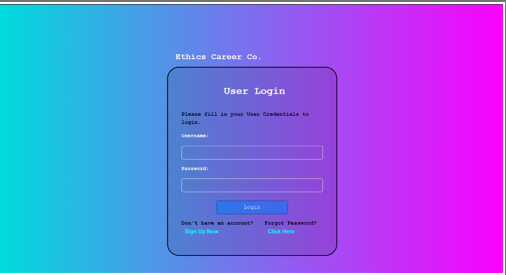 Ethics Career Co.
User Login
Please fill in your User Credentials to
login.
Username:
Password:
Login
Don't have an account? Forgot Password?
Sign Up Now Click Here